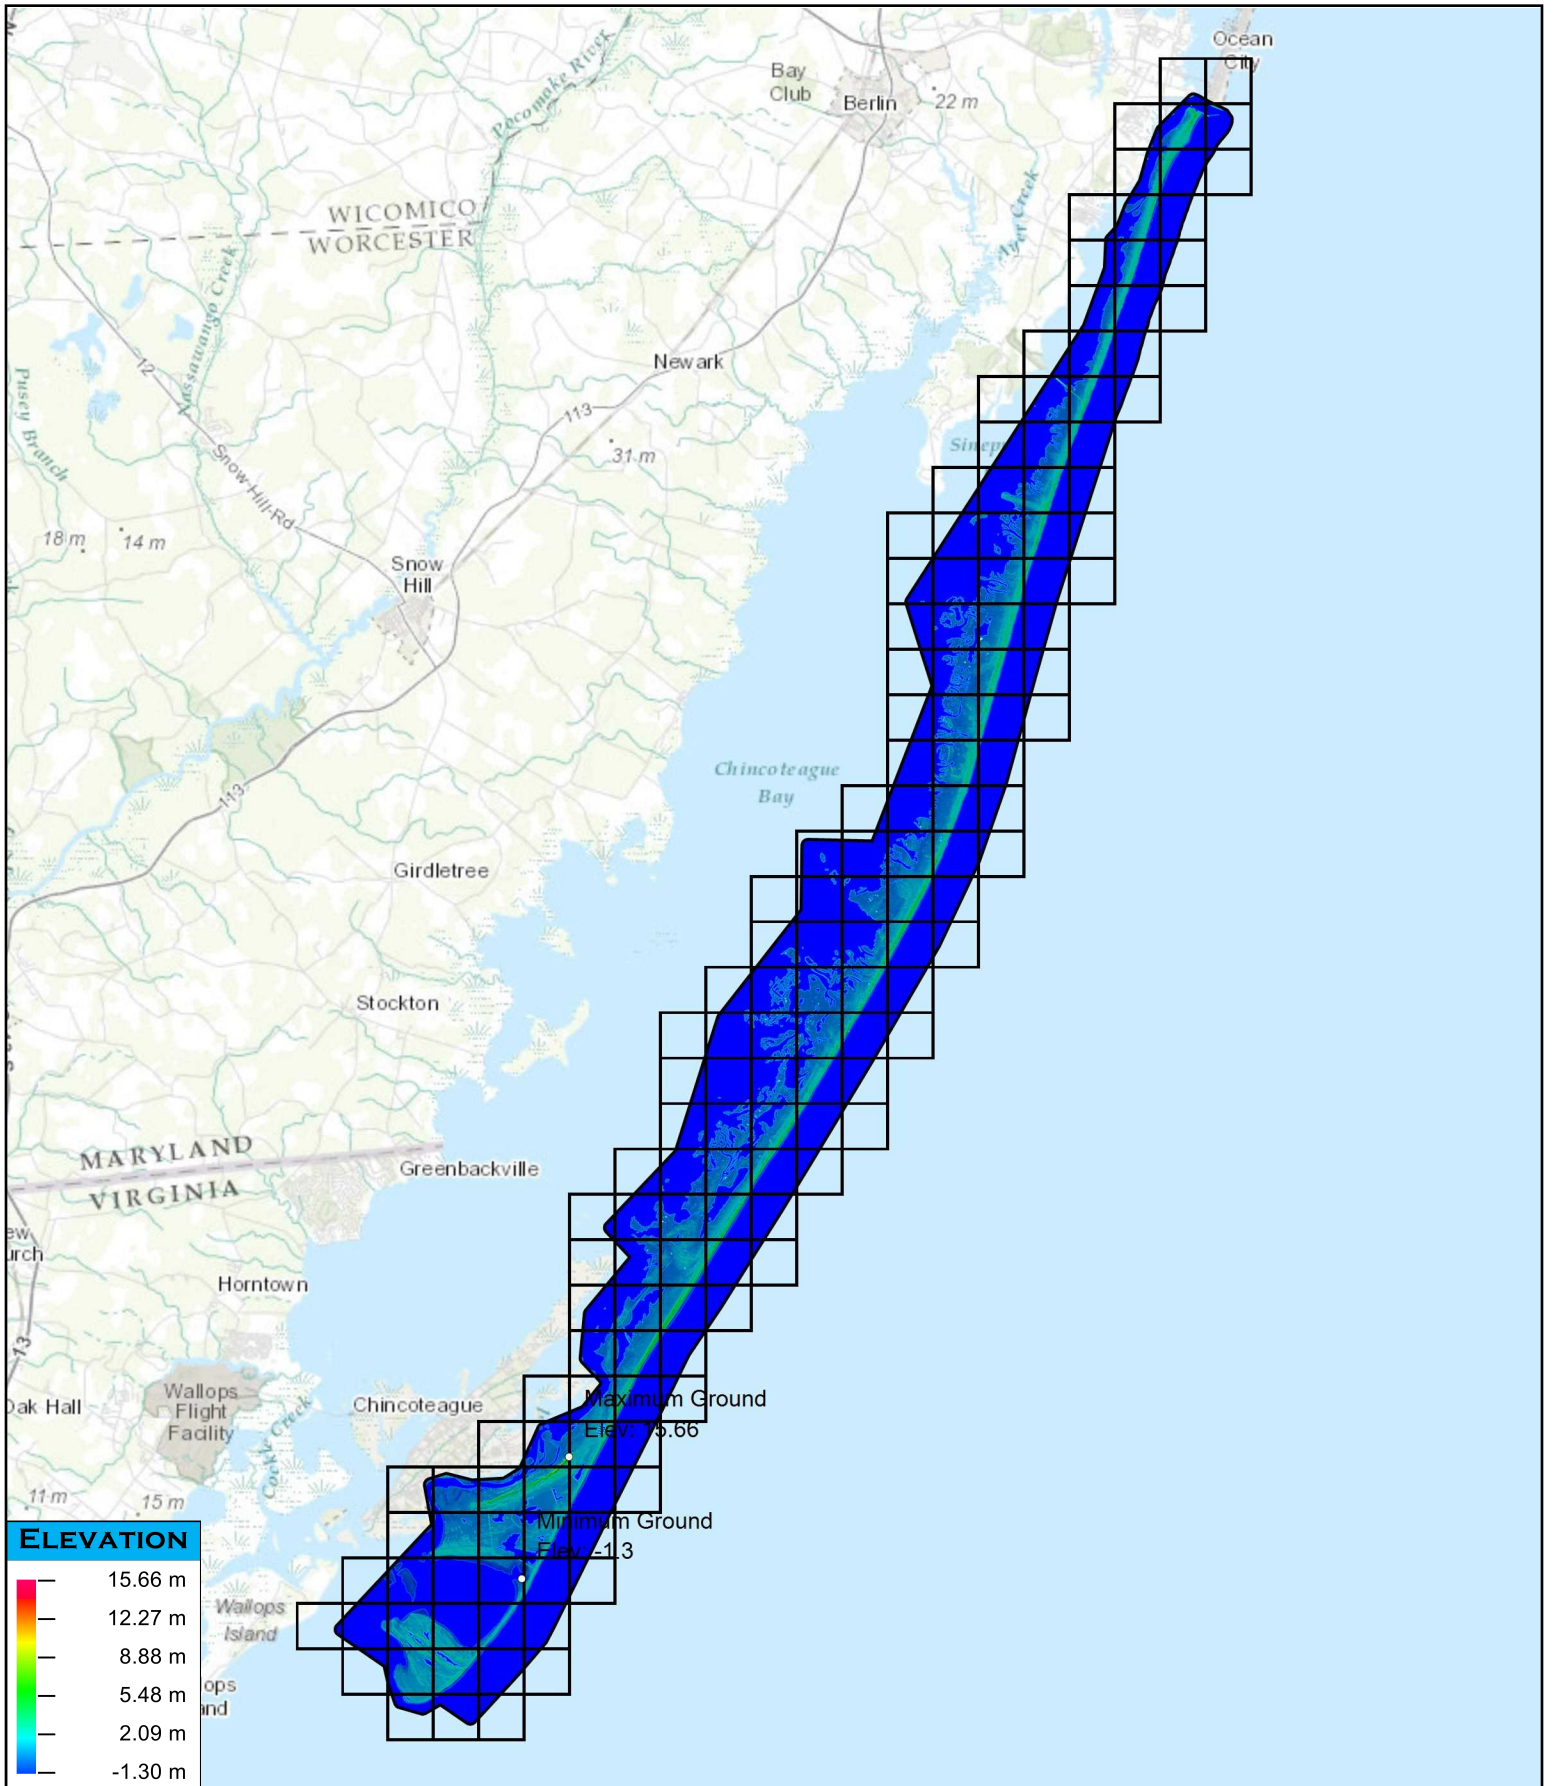 Ocean
City
Bay
Club
Berlin
22 m
Pocomoke River
WICOMICO
WORCESTER
Ayer Creek
Nassawango Creek
12
Newark
113
Pusey Branch
31 m
Snow-Hill-Rd
18 m
14 m
Snow
Hill
113
Chincoteague
Bay
Girdletree
Stockton
MARYLAND
VIRGINIA
Greenbackville
Horntown
13
Oak Hall
Wallops
Flight
Facility
Chincoteague
Cockle Creek
Maximum Ground
Elev: 15.66
11 m
15 m
Minimum Ground
Elev: -1.3
Wallops
Island
ELEVATION
15.66 m
12.27 m
8.88 m
5.48 m
2.09 m
-1.30 m